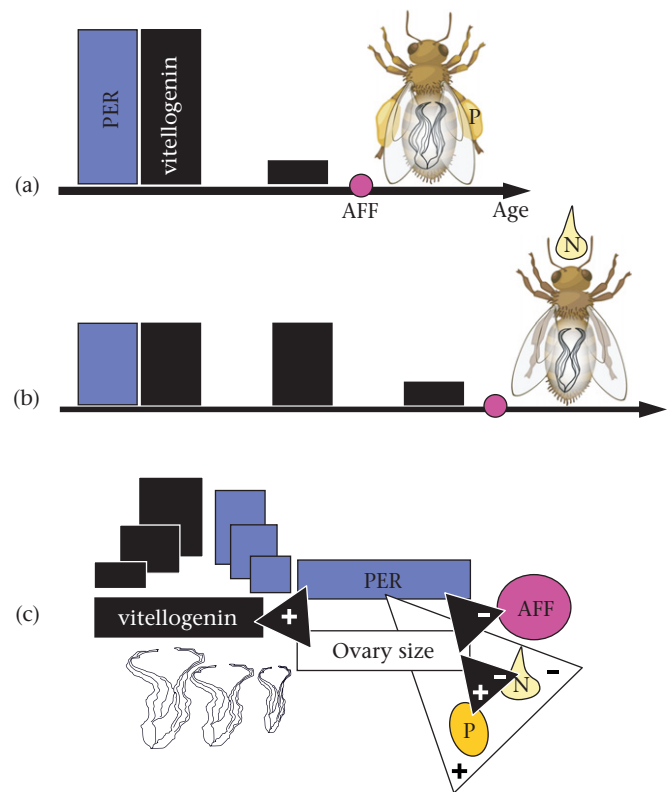 PER
vitellogenin
P
(a)
AFF
Age
N
(b)
(c)
PER
vitellogenin
+
-
AFF
Ovary size
-
N
-
+
P
+